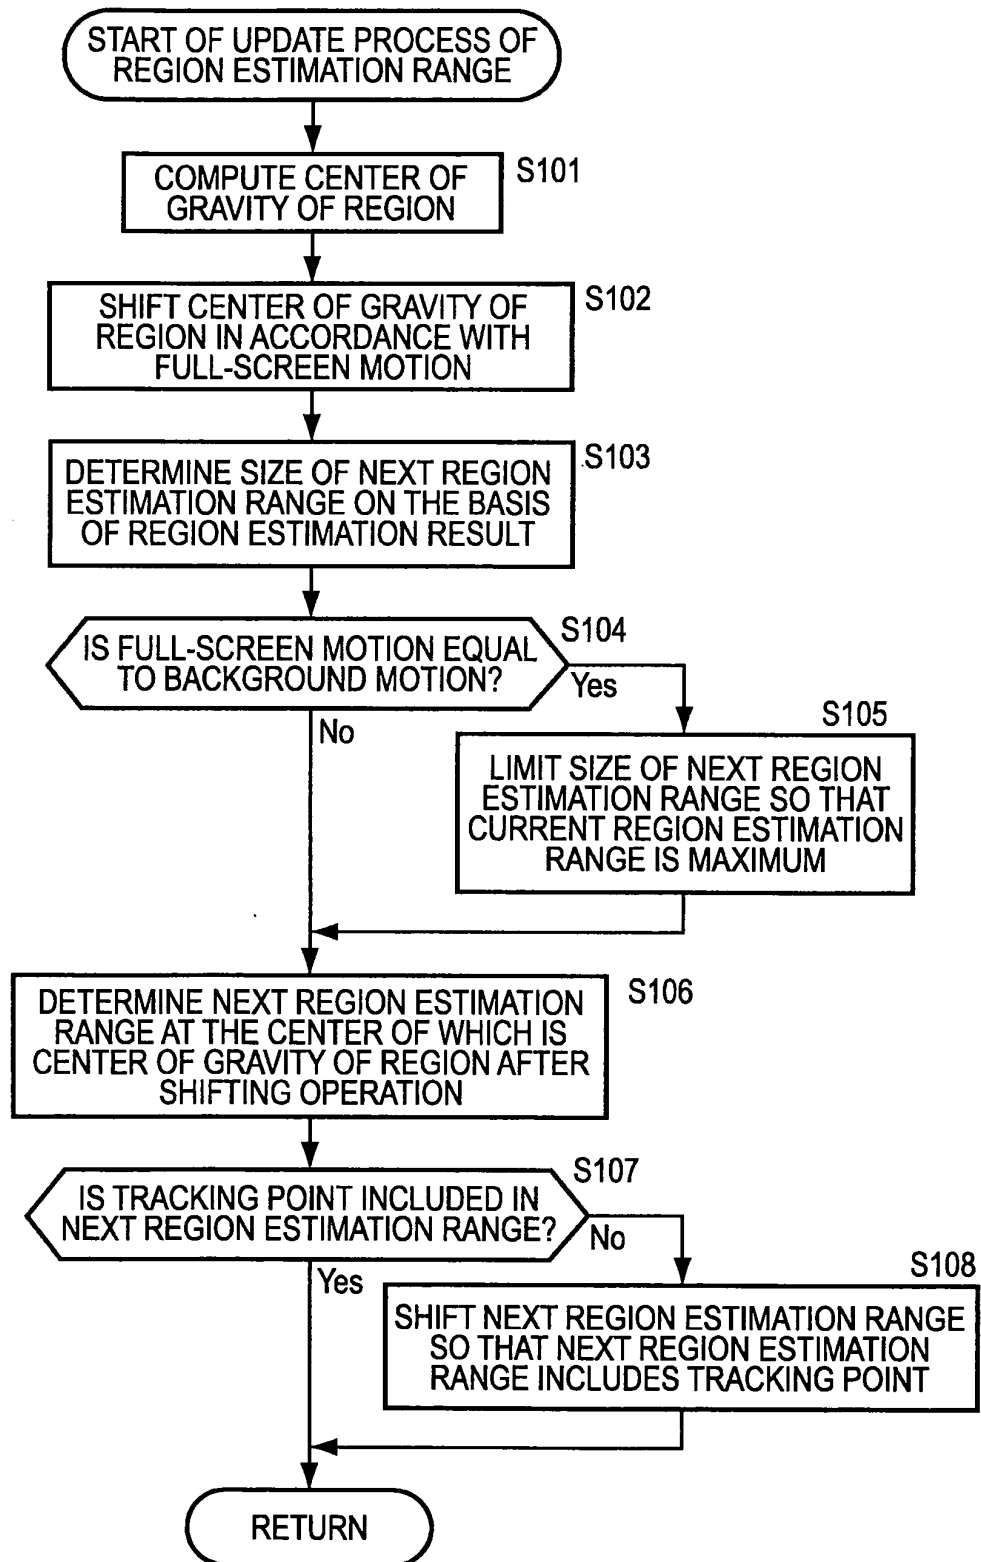 START OF UPDATE PROCESS OF
REGION ESTIMATION RANGE
S101
COMPUTE CENTER OF
GRAVITY OF REGION
S102
SHIFT CENTER OF GRAVITY OF
REGION IN ACCORDANCE WITH
FULL-SCREEN MOTION
S103
DETERMINE SIZE OF NEXT REGION
ESTIMATION RANGE ON THE BASIS
OF REGION ESTIMATION RESULT
S104
IS FULL-SCREEN MOTION EQUAL
TO BACKGROUND MOTION?
Yes
No
S105
LIMIT SIZE OF NEXT REGION
ESTIMATION RANGE SO THAT
CURRENT REGION ESTIMATION
RANGE IS MAXIMUM
S106
DETERMINE NEXT REGION ESTIMATION
RANGE AT THE CENTER OF WHICH IS
CENTER OF GRAVITY OF REGION AFTER
SHIFTING OPERATION
S107
IS TRACKING POINT INCLUDED IN
NEXT REGION ESTIMATION RANGE?
No
Yes
S108
SHIFT NEXT REGION ESTIMATION RANGE
SO THAT NEXT REGION ESTIMATION
RANGE INCLUDES TRACKING POINT
RETURN